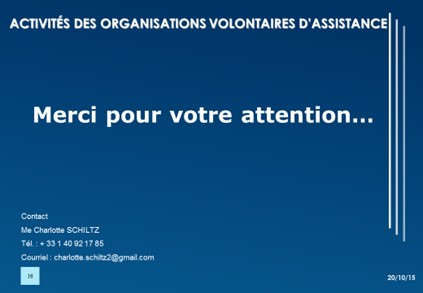 ACTIVITÉS DES ORGANISATIONS VOLONTAIRES D'ASSISTANCE
Merci pour votre attention...
Contact
Me Charlotte SCHILTZ
Tél. : + 33 1 40 92 17 85
Courriel : charlotte.schiltz2@gmail.com
16
20/10/15